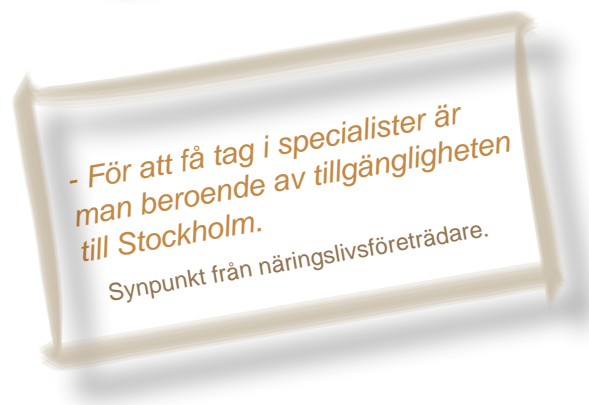 - För att få tag i specialister är
man beroende av tillgängligheten
till Stockholm.
Synpunkt från näringslivsföreträdare.